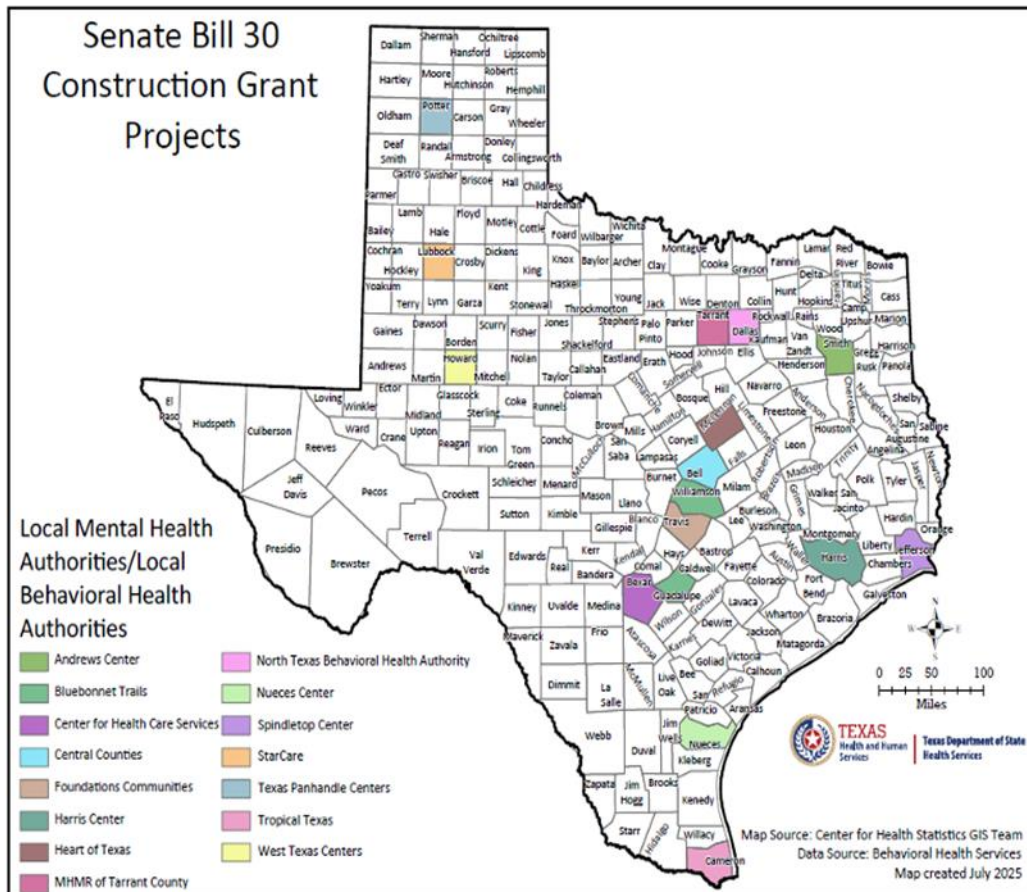 Senate Bill 30
Construction Grant
Projects
Dallam Sherman Hansford Ochiltree Lipscomb
Hartley Moore Hutchinson Roberts Hemphill
Oldham Potter Carson Gray Wheeler
Deaf Smith Randall Armstrong Donley Collingsworth
Parmer Castro Swisher Briscoe Hall Childress
Hardeman
Bailey Lamb Hale Floyd Motley Cottle Foard Wilbarger Wichita
Cochran Hockley Lubbock Crosby Dickens King Knox Baylor Archer Clay Montague Cooke Grayson Fannin Lamar Red River Bowie
Delta Titus Morris Cass
Yoakum Terry Lynn Garza Kent Stonewall Haskel Throckmorton Young Jack Wise Denton Collin Hunt Hopkins Camp Marion
Gaines Dawson Borden Scurry Fisher Jones Shackelford Stephens Palo Pinto Parker Tarrant Dallas Rockwall Rains Wood Upshur Harrison
Kaufman Van Zandt Smith Gregg
Andrews Martin Howard Mitchell Nolan Taylor Callahan Eastland Erath Hood Johnson Ellis Henderson Rusk Panola
Somervell Comanche Bosque Hill Navarro Anderson Cherokee Nacogdoches Shelby
El Paso Hudspeth Culberson Reeves Loving Winkler Ector Midland Glasscock Sterling Coke Runnels Coleman
Brown Mills Hamilton McLennan Limestone Freestone Houston San Augustine Sabine
Ward Crane Upton Reagan Irion Tom Green Concho McCulloch San Saba Lampasas Coryell Bell Falls Robertson Leon Trinity Angelina Jasper Newton
Jeff Davis Pecos Crockett Schleicher Menard Mason Llano Burnet Williamson Milam Brazos Madison Grimes Walker San Jacinto Polk Tyler
Sutton Kimble Gillespie Blanco Travis Lee Burleson Washington Montgomery Hardin Orange
Presidio Brewster Terrell Val Verde Edwards Real Kerr Bandera Kendal Comal Hays Bastrop Caldwell Fayette Austin Waller Harris Liberty Jefferson Chambers
Kinney Uvalde Medina Bexar Guadalupe Gonzales Colorado Fort Bend Galveston
Wilson Lavaca Wharton Brazoria
Maverick Zavala Frio Atascosa Karnes DeWitt Jackson Matagorda
Dimmit La Salle McMullen Live Oak Bee Goliad Victoria Calhoun
San Patricio Refugio Aransas
Webb Duval Jim Wells Nueces
Kleberg
Zapata Jim Hogg Brooks Kenedy
Starr Hidalgo Willacy
Cameron
Local Mental Health
Authorities/Local
Behavioral Health
Authorities
Andrews Center
Bluebonnet Trails
Center for Health Care Services
Central Counties
Foundations Communities
Harris Center
Heart of Texas
MHMR of Tarrant County
North Texas Behavioral Health Authority
Nueces Center
Spindletop Center
StarCare
Texas Panhandle Centers
Tropical Texas
West Texas Centers
N
W E
S
0 25 50 100
Miles
TEXAS
Health and Human
Services
Texas Department of State
Health Services
Map Source: Center for Health Statistics GIS Team
Data Source: Behavioral Health Services
Map created July 2025